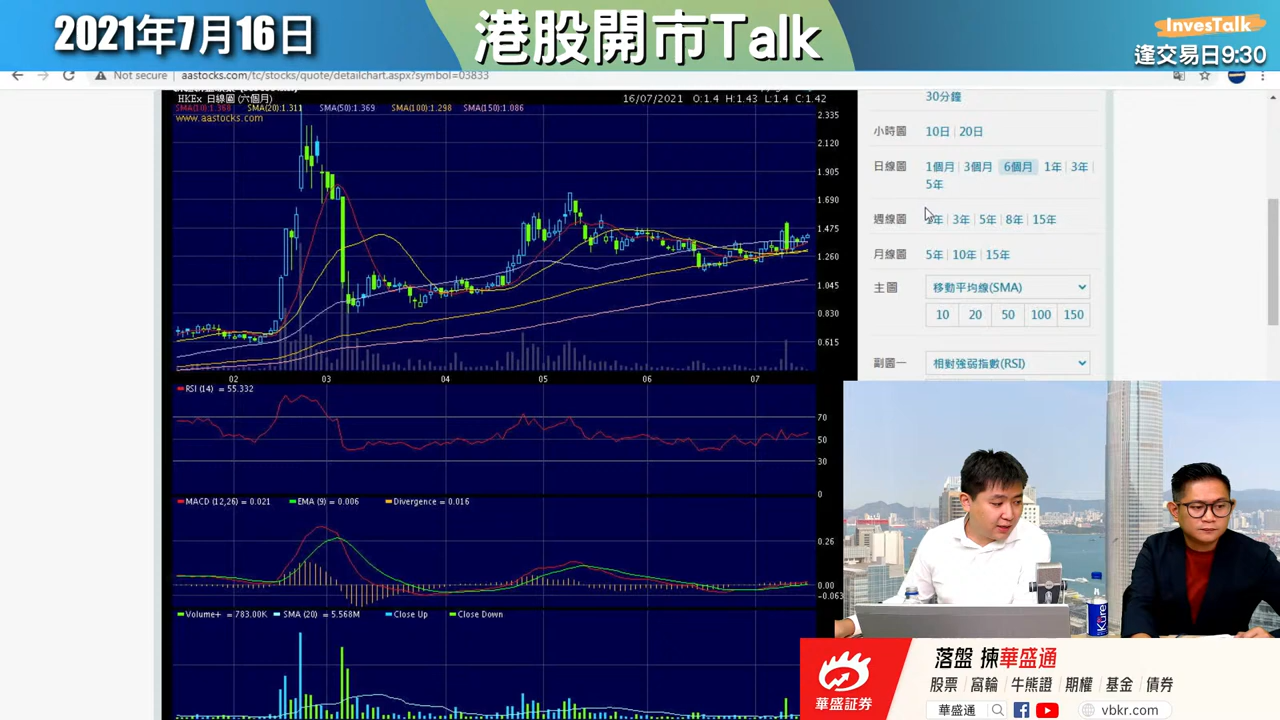 2021年7月16日
港股開市Talk
InvesTalk
逢交易日9:30
Not secure
aastocks.com/tc/stocks/quote/detailchart.aspx?symbol=03833
HKEx 日線圖 (六個月)
16/07/2021 O:1.4 H:1.43 L:1.4 C:1.42
SMA(10):1.368 SMA(20):1.311 SMA(50):1.369 SMA(100):1.298 SMA(150):1.086
www.aastocks.com
2.335
2.120
1.905
1.690
1.475
1.260
1.045
0.830
0.615
02 03 04 05 06 07
RSI (14) = 55.332
70
50
30
0
MACD (12,26) = 0.021 EMA (9) = 0.006 Divergence = 0.016
0.26
0.00
-0.063
Volume+ = 783.00K SMA (20) = 5.568M Close Up Close Down
30分鐘
小時圖 10日 20日
日線圖 1個月 3個月 6個月 1年 3年
5年
週線圖 年 3年 5年 8年 15年
月線圖 5年 10年 15年
主圖 移動平均線(SMA)
10 20 50 100 150
副圖一 相對強弱指數(RSI)
落盤 揀華盛通
股票 窩輪 牛熊證 期權 基金 債券
華盛証券
華盛通
vbkr.com